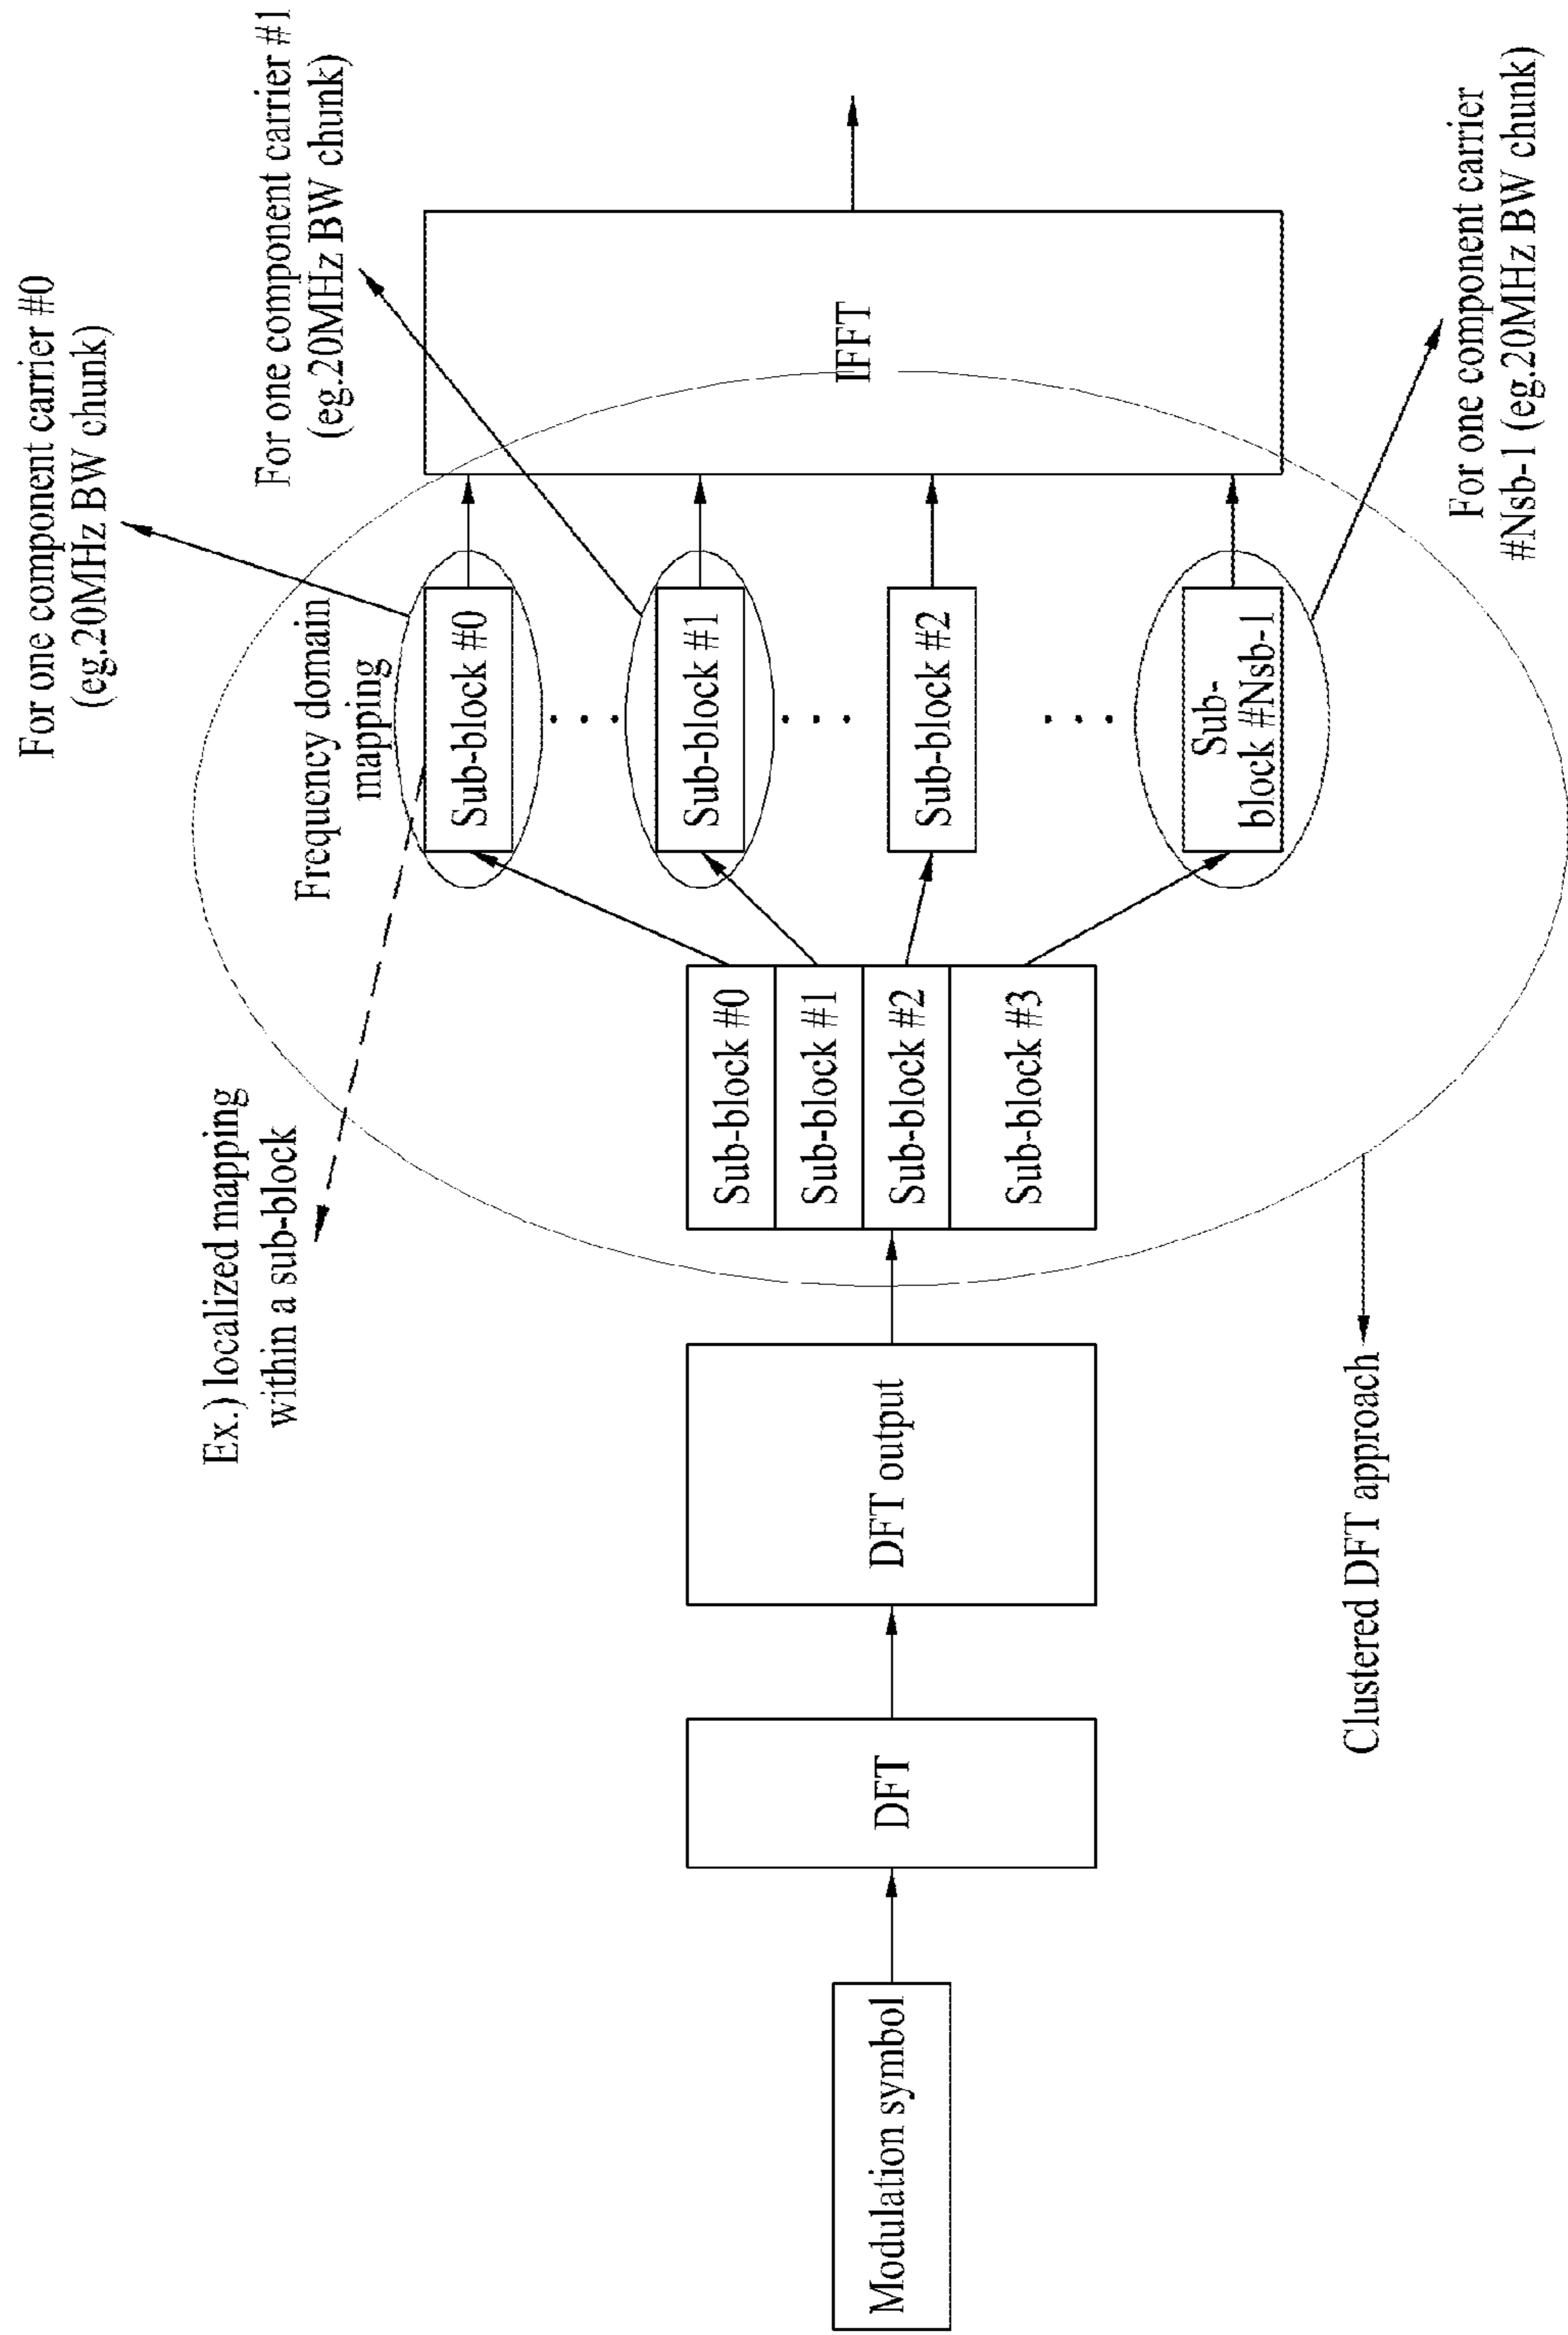 For one component carrier #0
(eg.20MHz BW chunk)
For one component carrier #1
(eg.20MHz BW chunk)
Ex.) localized mapping
within a sub-block
Frequency domain
mapping
Modulation symbol
DFT
DFT output
Sub-block #0
Sub-block #1
Sub-block #2
Sub-block #3
Sub-block #0
Sub-block #1
Sub-block #2
Sub-
block #Nsb-1
IFFT
Clustered DFT approach
For one component carrier
#Nsb-1 (eg.20MHz BW chunk)